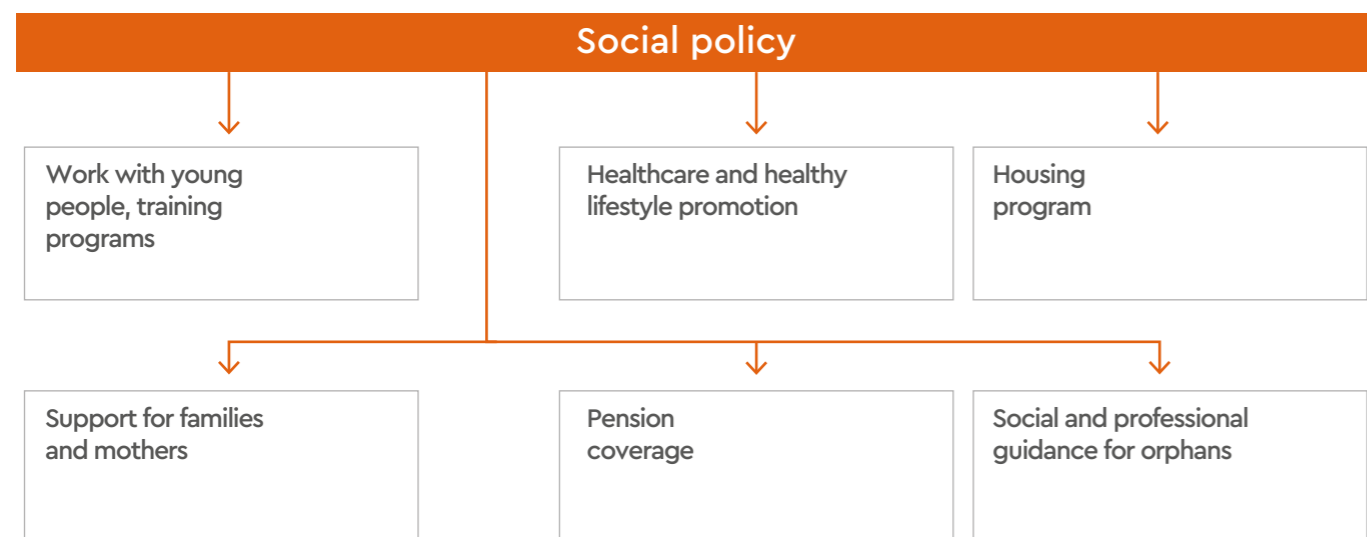 Social policy
Work with young
people, training
programs
Healthcare and healthy
lifestyle promotion
Housing
program
Support for families
and mothers
Pension
coverage
Social and professional
guidance for orphans